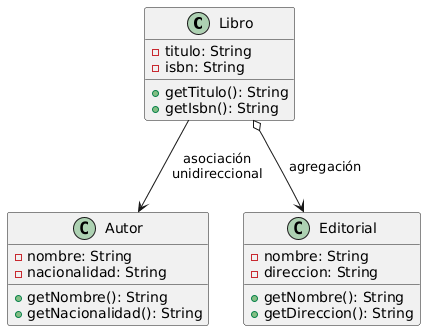 C Libro
titulo: String
isbn: String
getTitulo(): String
getIsbn(): String
asociación
unidireccional
agregación
C Autor
nombre: String
nacionalidad: String
getNombre(): String
getNacionalidad(): String
C Editorial
nombre: String
direccion: String
getNombre(): String
getDireccion(): String